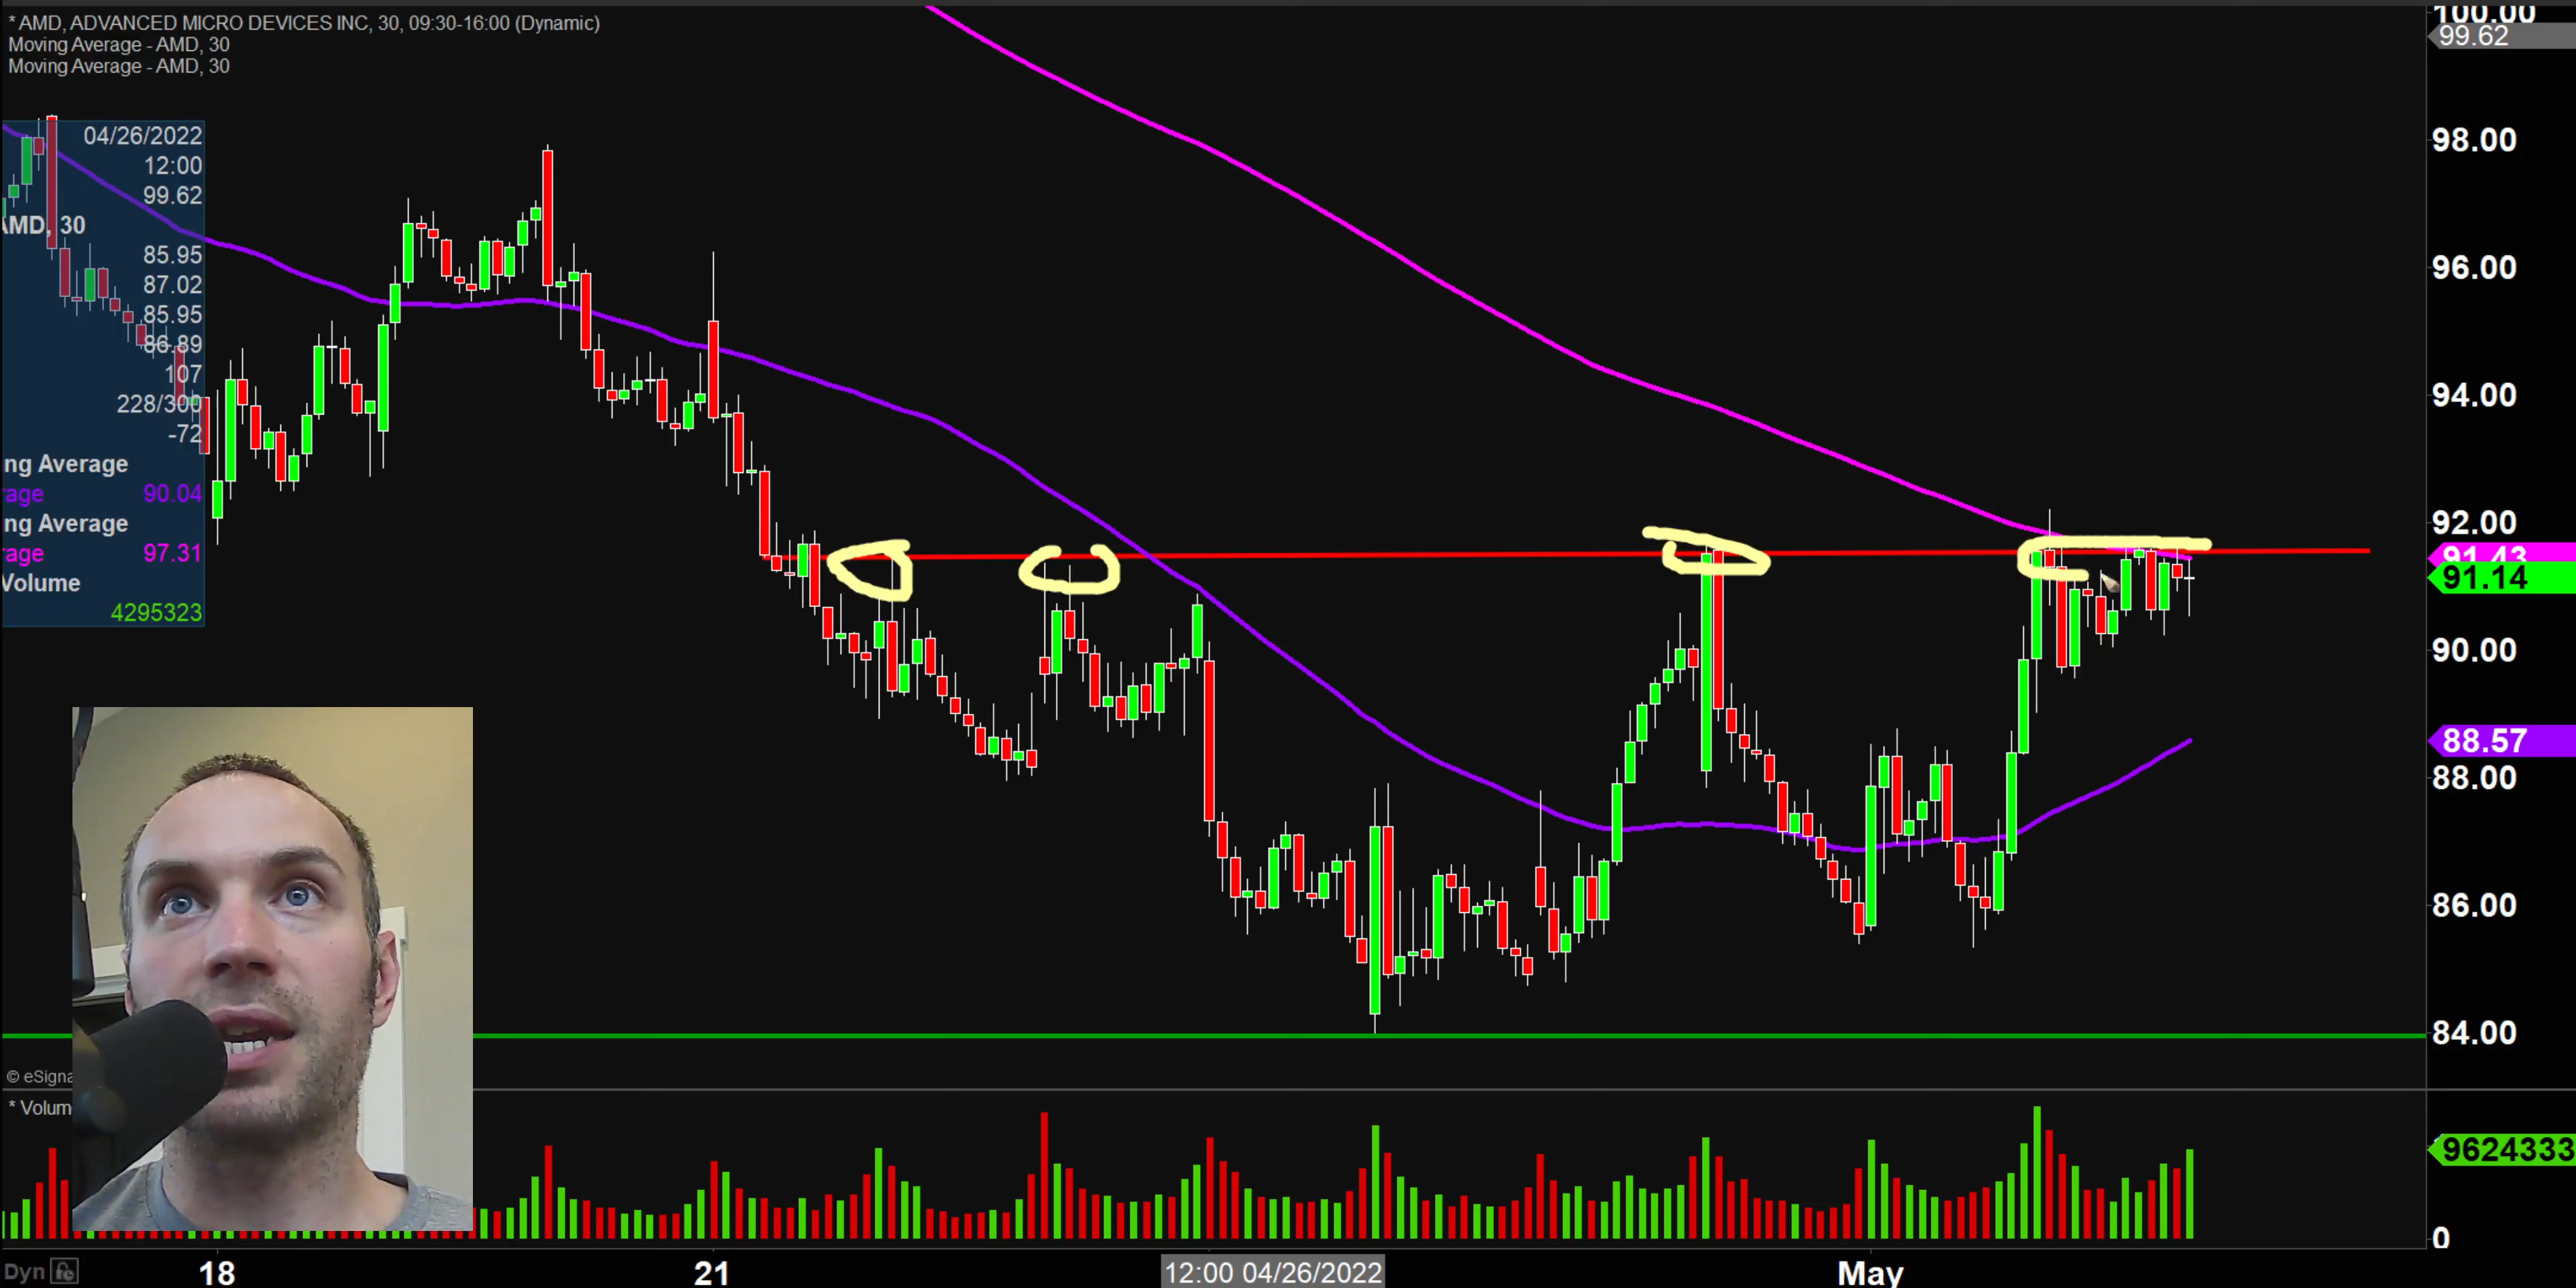 * AMD, ADVANCED MICRO DEVICES INC, 30, 09:30-16:00 (Dynamic)
Moving Average - AMD, 30
Moving Average - AMD, 30
04/26/2022
12:00
99.62
AMD, 30
85.95
87.02
85.95
86.89
107
228/300
-72
ng Average
rage 90.04
ng Average
rage 97.31
Volume
4295323
100.00
99.62
98.00
96.00
94.00
92.00
91.43
91.14
90.00
88.57
88.00
86.00
84.00
© eSigna
* Volum
9624333
0
Dyn
18
21
12:00 04/26/2022
May